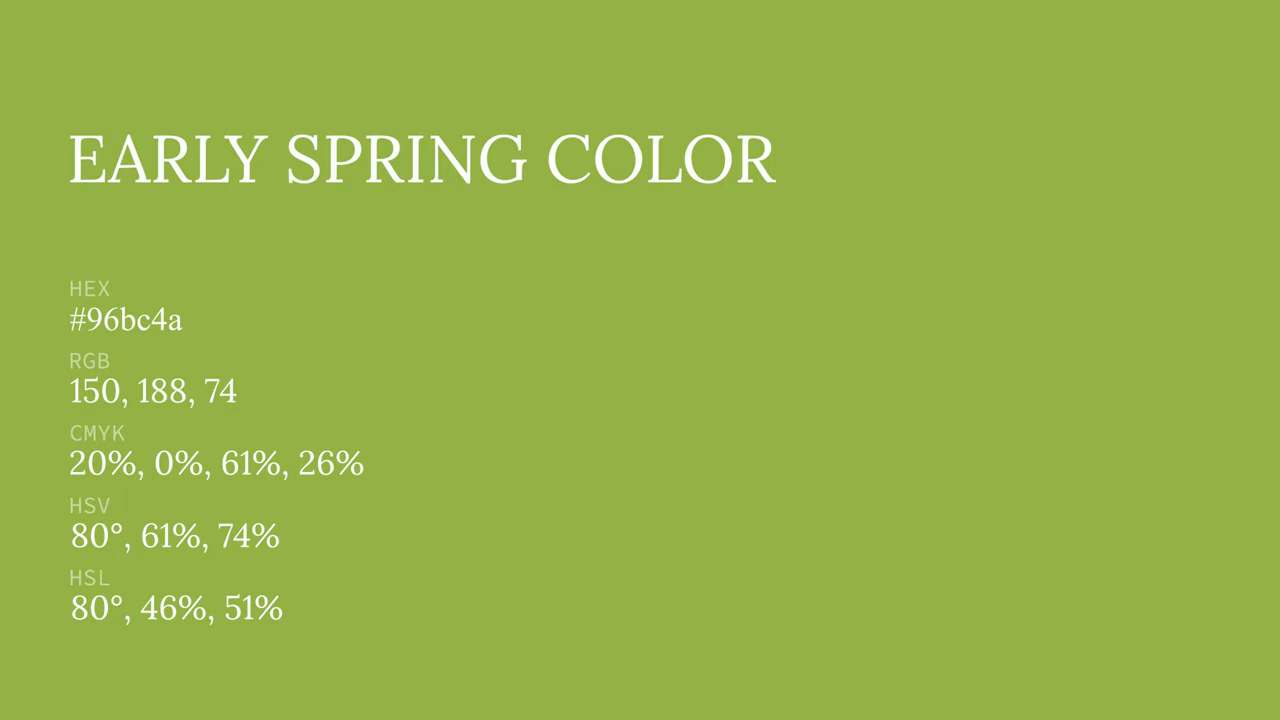 EARLY SPRING COLOR
HEX
#96bc4a
RGB
150, 188, 74
CMYK
20%, 0%, 61%, 26%
HSV
80°, 61%, 74%
HSL
80°, 46%, 51%